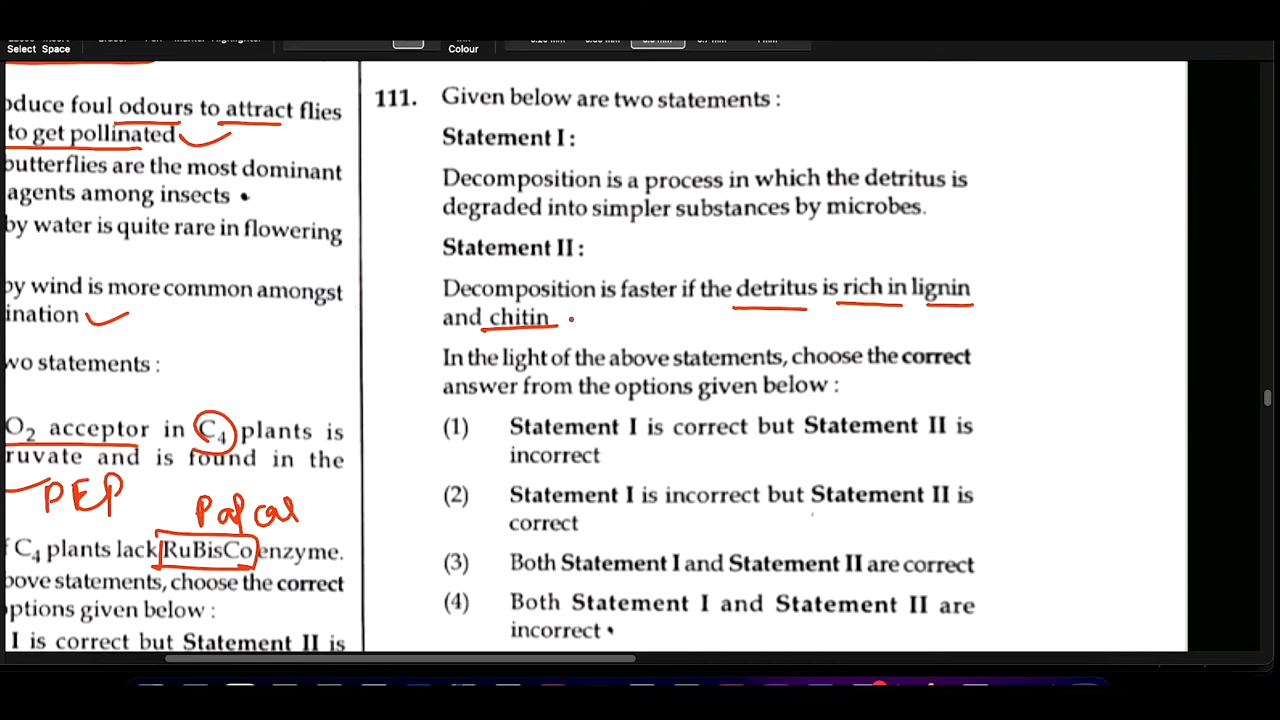 Select Space
Colour
oduce foul odours to attract flies
to get pollinated
butterflies are the most dominant
agents among insects
by water is quite rare in flowering
by wind is more common amongst
ination
wo statements :
O2 acceptor in C4 plants is
ruvate and is found in the
PEP
C4 plants lack RuBisCo enzyme.
bove statements, choose the correct
ptions given below :
I is correct but Statement II is
111. Given below are two statements :
Statement I :
Decomposition is a process in which the detritus is
degraded into simpler substances by microbes.
Statement II :
Decomposition is faster if the detritus is rich in lignin
and chitin
In the light of the above statements, choose the correct
answer from the options given below :
(1) Statement I is correct but Statement II is
incorrect
(2) Statement I is incorrect but Statement II is
correct
(3) Both Statement I and Statement II are correct
(4) Both Statement I and Statement II are
incorrect